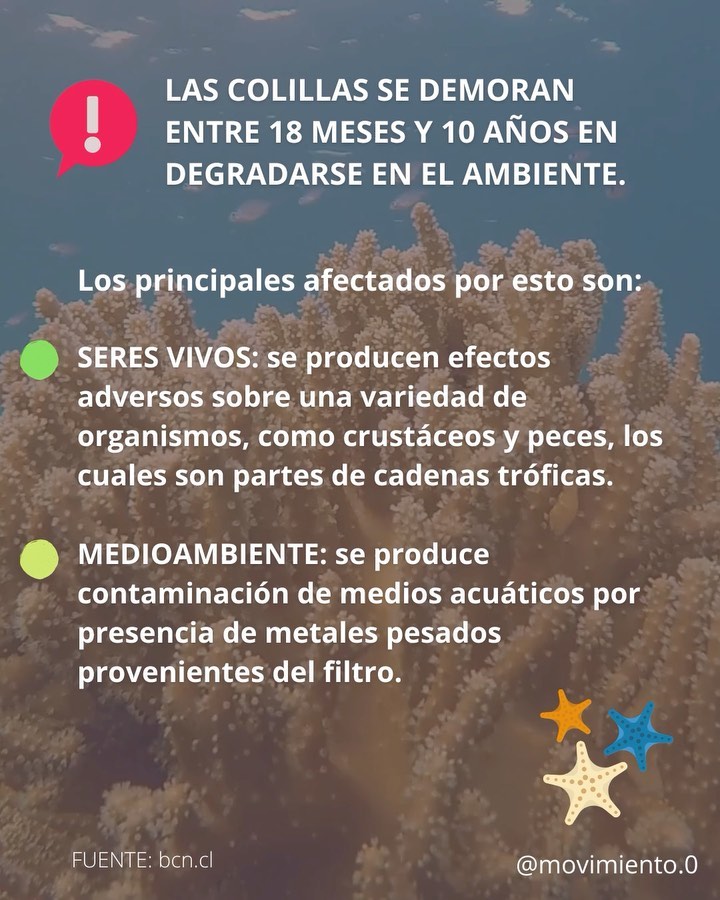 LAS COLILLAS SE DEMORAN
ENTRE 18 MESES Y 10 AÑOS EN
DEGRADARSE EN EL AMBIENTE.
Los principales afectados por esto son:
SERES VIVOS: se producen efectos
adversos sobre una variedad de
organismos, como crustáceos y peces, los
cuales son partes de cadenas tróficas.
MEDIOAMBIENTE: se produce
contaminación de medios acuáticos por
presencia de metales pesados
provenientes del filtro.
FUENTE: bcn.cl
@movimiento.0